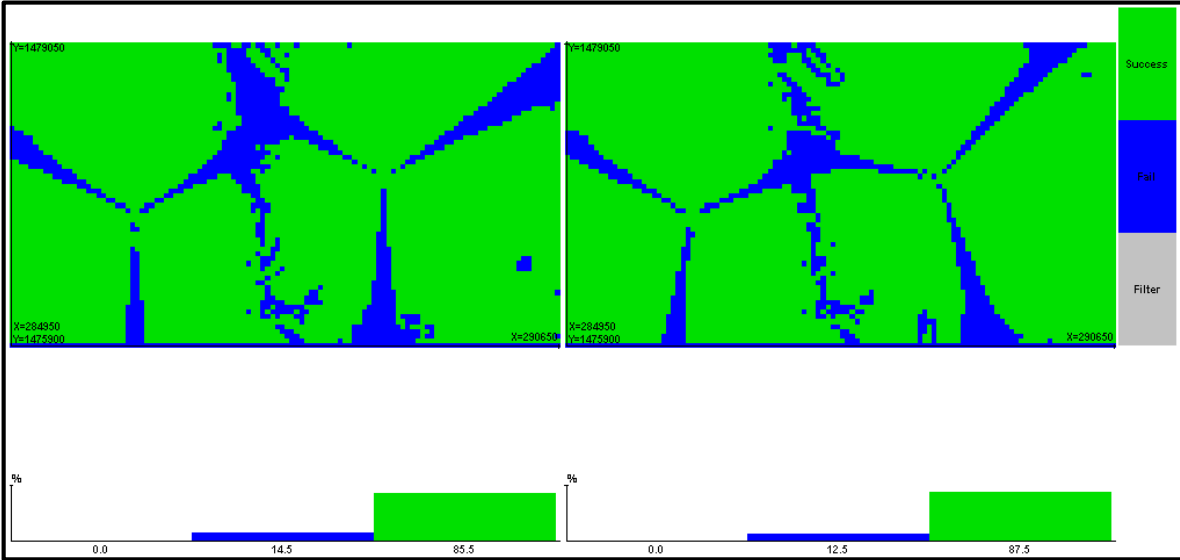 Y=1479050
X=284950
Y=1475900
X=290650
Y=1479050
X=284950
Y=1475900
X=290650
Success
Fail
Filter
%
0.0
14.5
85.5
%
0.0
12.5
87.5